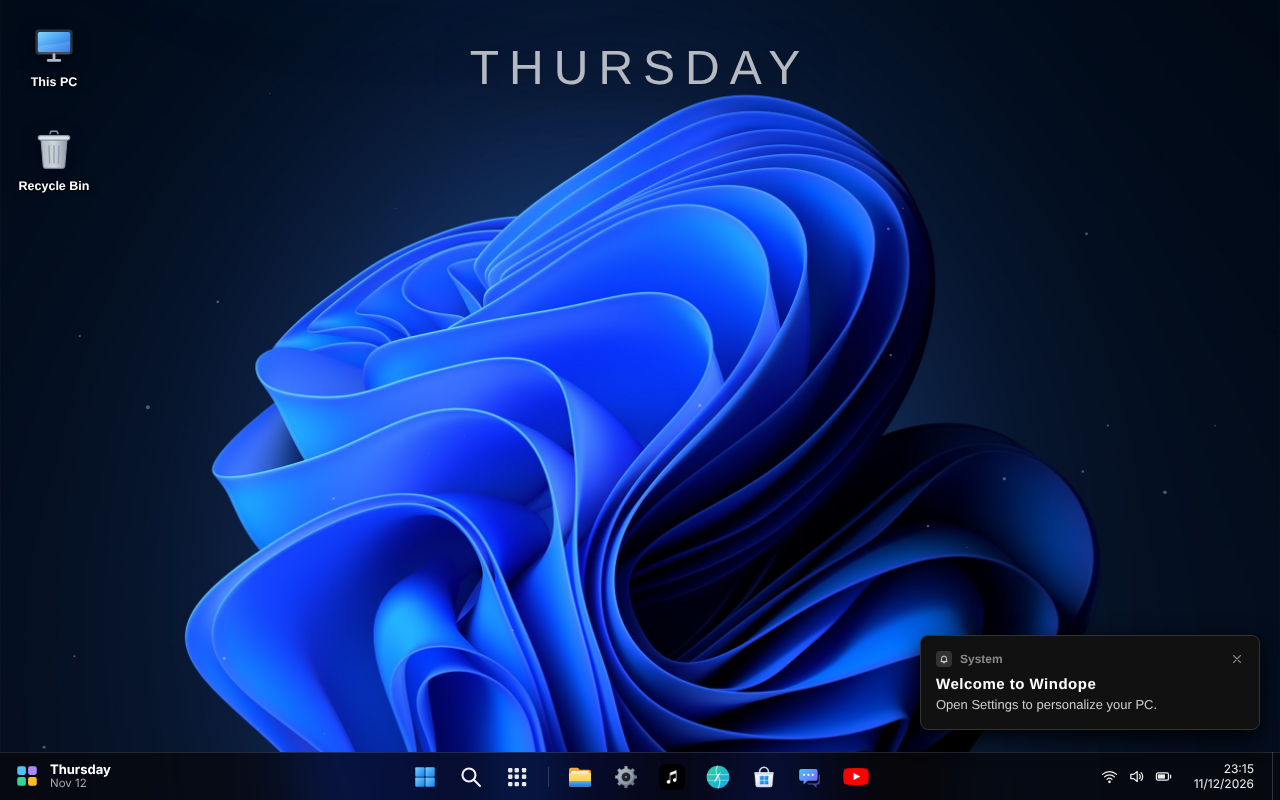 THURSDAY
This PC
Recycle Bin
System
Welcome to Windope
Open Settings to personalize your PC.
Thursday
Nov 12
23:15
11/12/2026